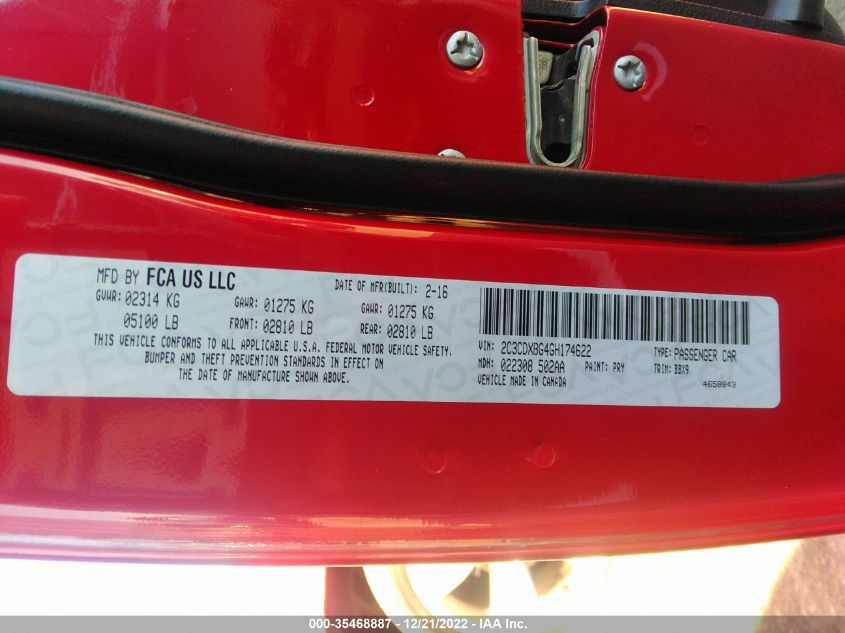 MFD BY FCA US LLC
DATE OF MFR(BUILT): 2-16
GVWR: 02314 KG GAWR: 01275 KG GAWR: 01275 KG
05100 LB FRONT: 02810 LB REAR: 02810 LB
THIS VEHICLE CONFORMS TO ALL APPLICABLE U.S.A. FEDERAL MOTOR VEHICLE SAFETY,
BUMPER AND THEFT PREVENTION STANDARDS IN EFFECT ON
THE DATE OF MANUFACTURE SHOWN ABOVE.
VIN: 2C3CDXBG4GH174622 TYPE: PASSENGER CAR
MDH: 022308 502AA PAINT: PRY TRIM: BBX9
VEHICLE MADE IN CANADA 4658843
000-35468887 - 12/21/2022 - IAA Inc.